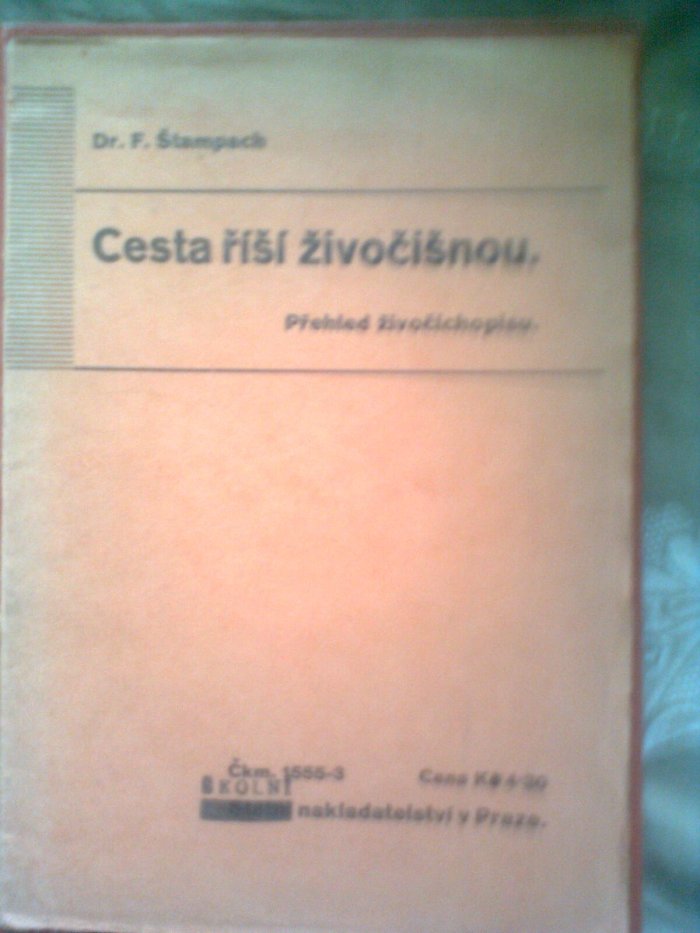 Dr. F. Štampach
Cesta říší živočišnou.
Přehled živočichopisu.
Čkm. 1555-3
Cena Kč
ŠKOLNÍ
nakladatelství v Praze.